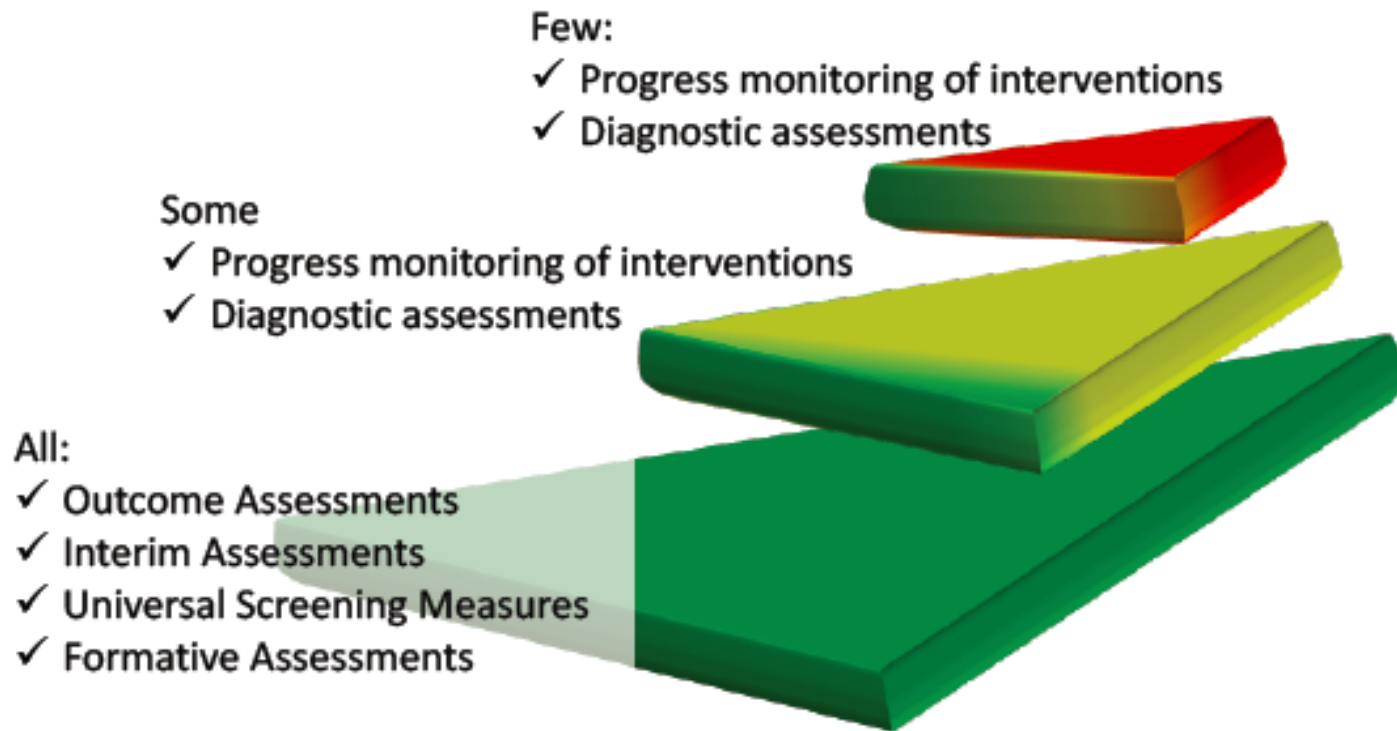 Few:
✓ Progress monitoring of interventions
✓ Diagnostic assessments
Some
✓ Progress monitoring of interventions
✓ Diagnostic assessments
All:
✓ Outcome Assessments
✓ Interim Assessments
✓ Universal Screening Measures
✓ Formative Assessments